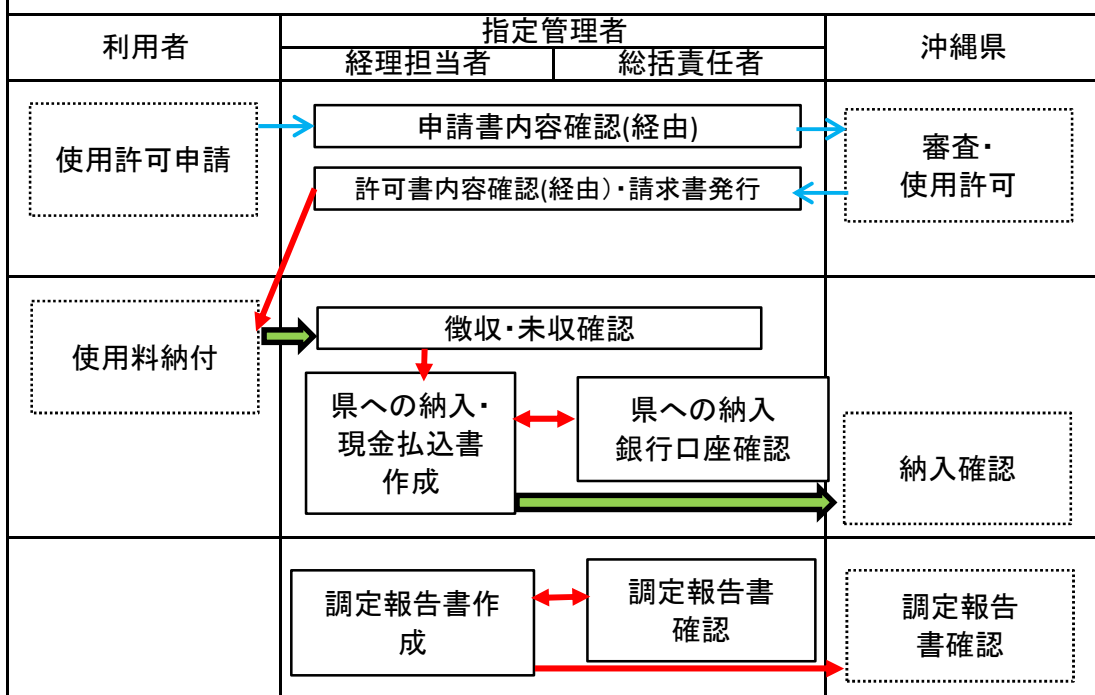 利用者
指定管理者
経理担当者
総括責任者
沖縄県
使用許可申請
申請書内容確認(経由)
許可書内容確認(経由)・請求書発行
審査・
使用許可
使用料納付
徴収・未収確認
県への納入・
現金払込書
作成
県への納入
銀行口座確認
納入確認
調定報告書作
成
調定報告書
確認
調定報告
書確認